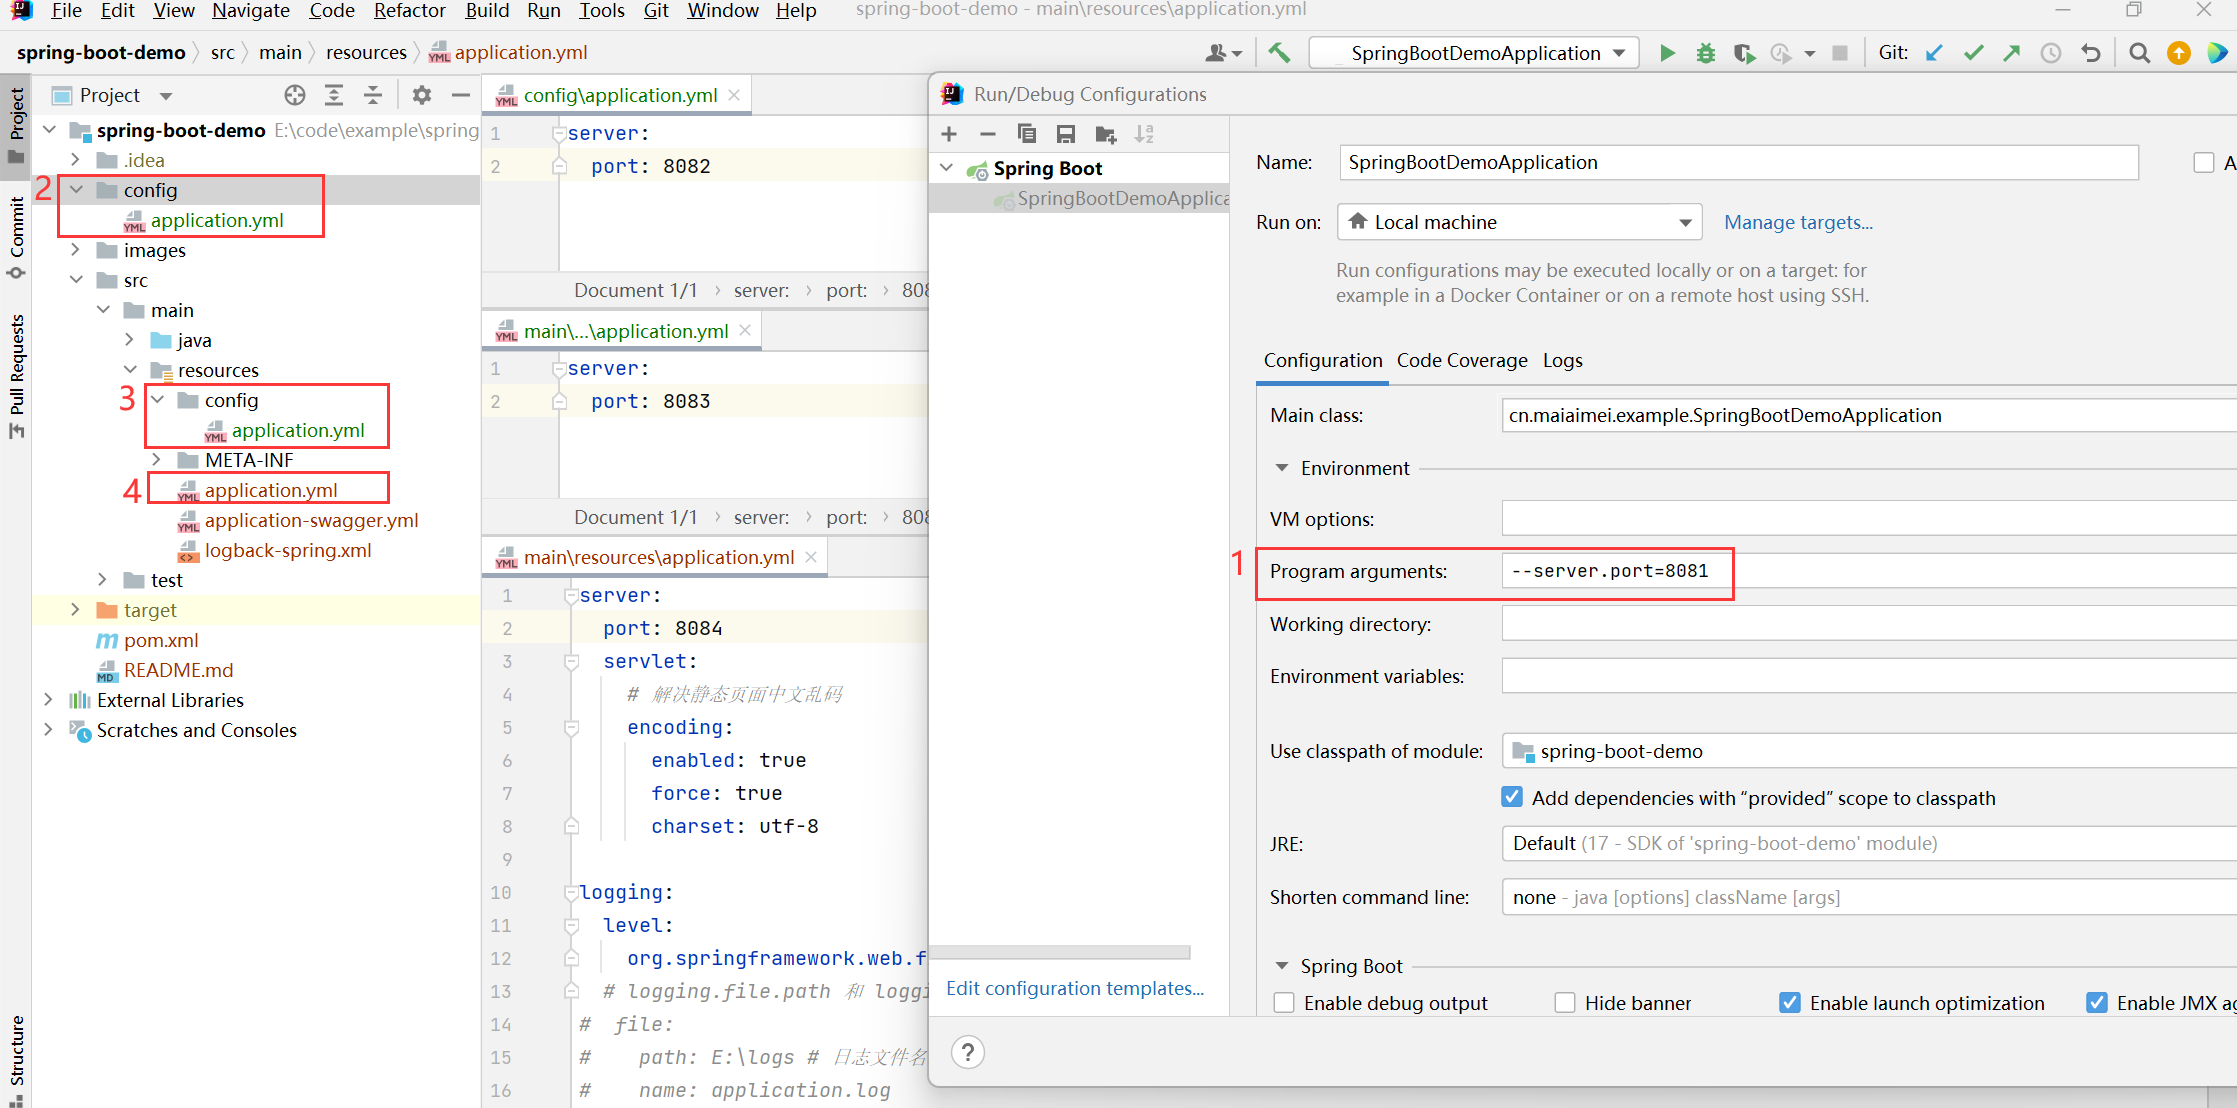 File Edit View Navigate Code Refactor Build Run Tools Git Window Help spring-boot-demo - main\resources\application.yml
spring-boot-demo src main resources application.yml SpringBootDemoApplication Git:
Project
Commit
Pull Requests
Structure
Project
spring-boot-demo E:\code\example\spring
.idea
2 config
application.yml
images
src
main
java
resources
3 config
application.yml
META-INF
4 application.yml
application-swagger.yml
logback-spring.xml
test
target
pom.xml
README.md
External Libraries
Scratches and Consoles
config\application.yml
1 server:
2 port: 8082
Document 1/1 › server: › port: › 808
main\...\application.yml
1 server:
2 port: 8083
Document 1/1 › server: › port: › 808
main\resources\application.yml
1 server:
2 port: 8084
3 servlet:
4 # 解决静态页面中文乱码
5 encoding:
6 enabled: true
7 force: true
8 charset: utf-8
9
10 logging:
11 level:
12 org.springframework.web.f
13 # logging.file.path 和 loggi
14 # file:
15 # path: E:\logs # 日志文件名
16 # name: application.log
Run/Debug Configurations
Spring Boot
SpringBootDemoApplica
Edit configuration templates...
Name: SpringBootDemoApplication A
Run on: Local machine Manage targets...
Run configurations may be executed locally or on a target: for
example in a Docker Container or on a remote host using SSH.
Configuration Code Coverage Logs
Main class: cn.maiaimei.example.SpringBootDemoApplication
Environment
VM options:
1 Program arguments: --server.port=8081
Working directory:
Environment variables:
Use classpath of module: spring-boot-demo
Add dependencies with “provided” scope to classpath
JRE: Default (17 - SDK of 'spring-boot-demo' module)
Shorten command line: none - java [options] className [args]
Spring Boot
Enable debug output Hide banner Enable launch optimization Enable JMX ag
?